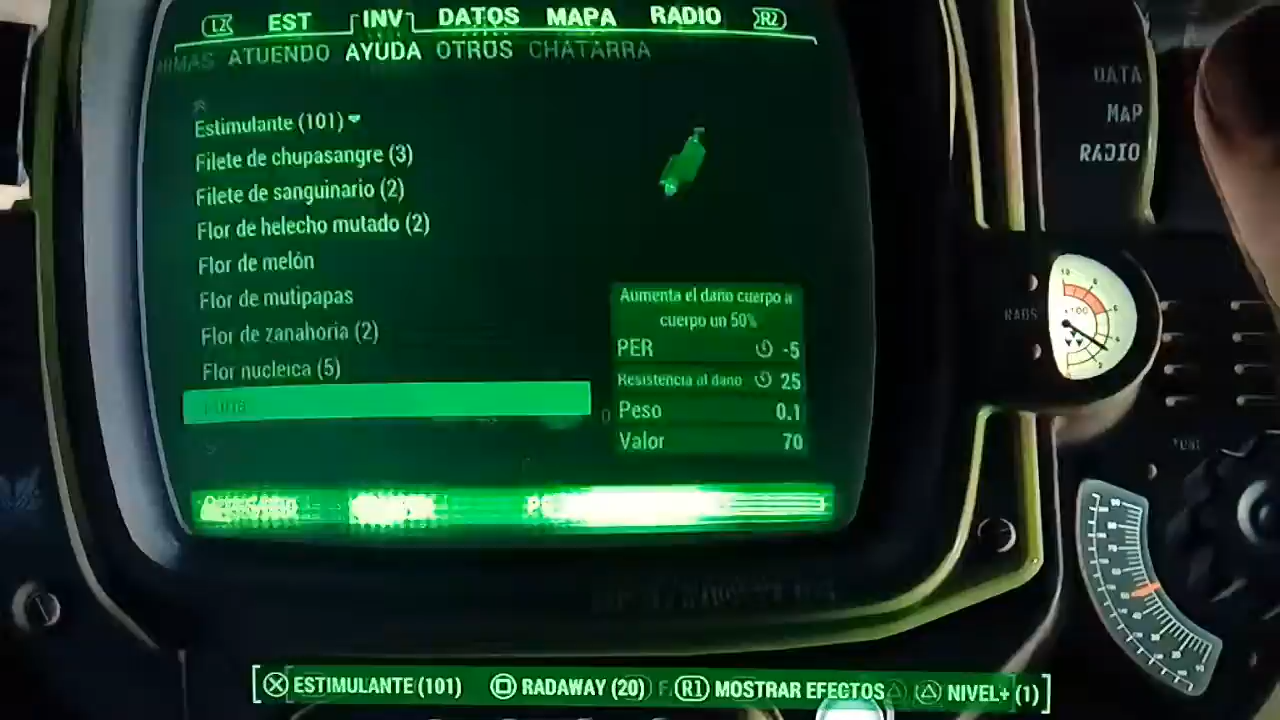 L2 EST INV DATOS MAPA RADIO R2
ATUENDO AYUDA OTROS CHATARRA
Estimulante (101)
Filete de chupasangre (3)
Filete de sanguinario (2)
Flor de helecho mutado (2)
Flor de melón
Flor de mutipapas
Flor de zanahoria (2)
Flor nucleica (5)
Aumenta el daño cuerpo a
cuerpo un 50%
PER -5
Resistencia al daño 25
Peso 0.1
Valor 70
DATA
MAP
RADIO
RADS
x100
ESTIMULANTE (101) RADAWAY (20) R1 MOSTRAR EFECTOS NIVEL+ (1)